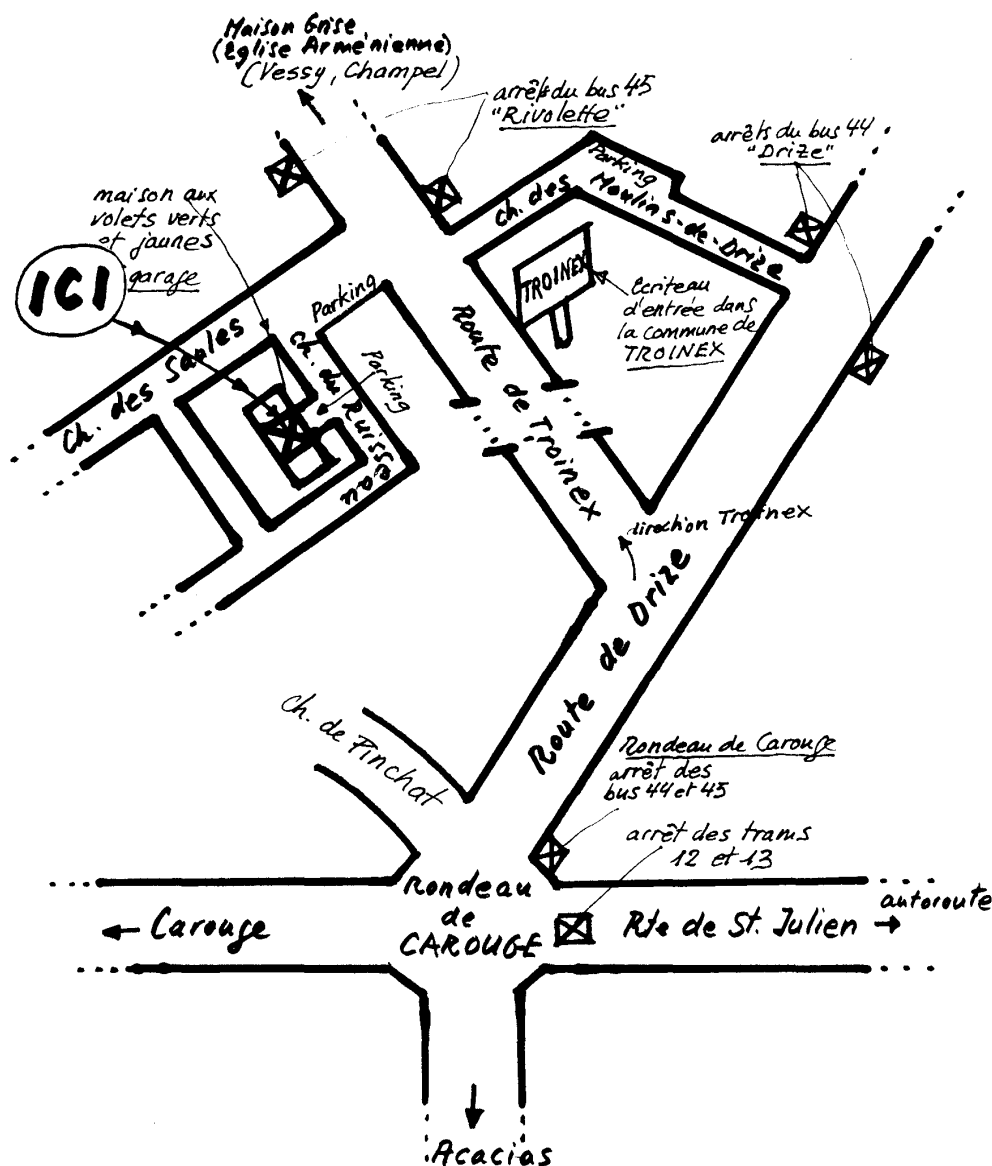 Maison Grise
(Eglise Arménienne)
(Vessy, Champel)
arrêts du bus 45
"Rivolette"
arrêts du bus 44
"Drize"
maison aux
volets verts
et jaunes
garage
ICI
Parking
ch. des
Moulins-de-Drize
TROINEX
Ecriteau
d'entrée dans
la commune de
TROINEX
Parking
Parking
Ch. des Saules
Ch. du Ruisseau
Route de Troinex
direction Troinex
Route de Drize
ch. de Pinchat
Rondeau de Carouge
arrêt des
bus 44 et 45
arrêt des trams
12 et 13
Rondeau
de
CAROUGE
Carouge
Rte de St. Julien
autoroute
Acacias